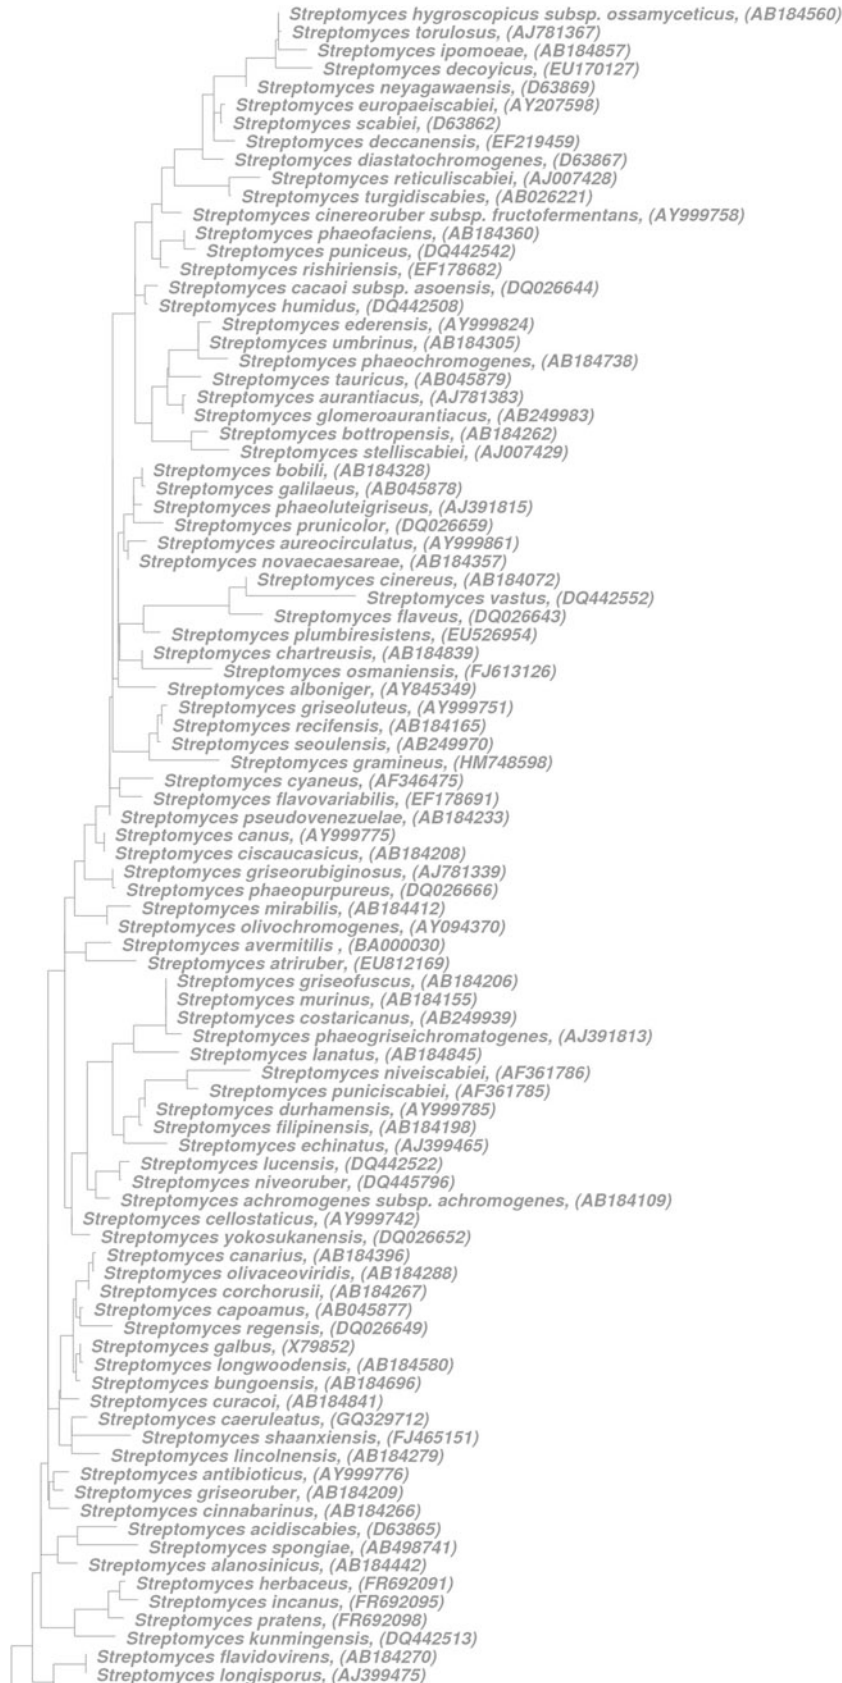 Streptomyces hygroscopicus subsp. ossamyceticus, (AB184560)
Streptomyces torulosus, (AJ781367)
Streptomyces ipomoeae, (AB184857)
Streptomyces decoyicus, (EU170127)
Streptomyces neyagawaensis, (D63869)
Streptomyces europaeiscabiei, (AY207598)
Streptomyces scabiei, (D63862)
Streptomyces deccanensis, (EF219459)
Streptomyces diastatochromogenes, (D63867)
Streptomyces reticuliscabiei, (AJ007428)
Streptomyces turgidiscabies, (AB026221)
Streptomyces cinereoruber subsp. fructofermentans, (AY999758)
Streptomyces phaeofaciens, (AB184360)
Streptomyces puniceus, (DQ442542)
Streptomyces rishiriensis, (EF178682)
Streptomyces cacaoi subsp. asoensis, (DQ026644)
Streptomyces humidus, (DQ442508)
Streptomyces ederensis, (AY999824)
Streptomyces umbrinus, (AB184305)
Streptomyces phaeochromogenes, (AB184738)
Streptomyces tauricus, (AB045879)
Streptomyces aurantiacus, (AJ781383)
Streptomyces glomeroaurantiacus, (AB249983)
Streptomyces bottropensis, (AB184262)
Streptomyces stelliscabiei, (AJ007429)
Streptomyces bobili, (AB184328)
Streptomyces galilaeus, (AB045878)
Streptomyces phaeoluteigriseus, (AJ391815)
Streptomyces prunicolor, (DQ026659)
Streptomyces aureocirculatus, (AY999861)
Streptomyces novaecaesareae, (AB184357)
Streptomyces cinereus, (AB184072)
Streptomyces vastus, (DQ442552)
Streptomyces flaveus, (DQ026643)
Streptomyces plumbiresistens, (EU526954)
Streptomyces chartreusis, (AB184839)
Streptomyces osmaniensis, (FJ613126)
Streptomyces alboniger, (AY845349)
Streptomyces griseoluteus, (AY999751)
Streptomyces recifensis, (AB184165)
Streptomyces seoulensis, (AB249970)
Streptomyces gramineus, (HM748598)
Streptomyces cyaneus, (AF346475)
Streptomyces flavovariabilis, (EF178691)
Streptomyces pseudovenezuelae, (AB184233)
Streptomyces canus, (AY999775)
Streptomyces ciscaucasicus, (AB184208)
Streptomyces griseorubiginosus, (AJ781339)
Streptomyces phaeopurpureus, (DQ026666)
Streptomyces mirabilis, (AB184412)
Streptomyces olivochromogenes, (AY094370)
Streptomyces avermitilis , (BA000030)
Streptomyces atriruber, (EU812169)
Streptomyces griseofuscus, (AB184206)
Streptomyces murinus, (AB184155)
Streptomyces costaricanus, (AB249939)
Streptomyces phaeogriseichromatogenes, (AJ391813)
Streptomyces lanatus, (AB184845)
Streptomyces niveiscabiei, (AF361786)
Streptomyces puniciscabiei, (AF361785)
Streptomyces durhamensis, (AY999785)
Streptomyces filipinensis, (AB184198)
Streptomyces echinatus, (AJ399465)
Streptomyces lucensis, (DQ442522)
Streptomyces niveoruber, (DQ445796)
Streptomyces achromogenes subsp. achromogenes, (AB184109)
Streptomyces cellostaticus, (AY999742)
Streptomyces yokosukanensis, (DQ026652)
Streptomyces canarius, (AB184396)
Streptomyces olivaceoviridis, (AB184288)
Streptomyces corchorusii, (AB184267)
Streptomyces capoamus, (AB045877)
Streptomyces regensis, (DQ026649)
Streptomyces galbus, (X79852)
Streptomyces longwoodensis, (AB184580)
Streptomyces bungoensis, (AB184696)
Streptomyces curacoi, (AB184841)
Streptomyces caeruleatus, (GQ329712)
Streptomyces shaanxiensis, (FJ465151)
Streptomyces lincolnensis, (AB184279)
Streptomyces antibioticus, (AY999776)
Streptomyces griseoruber, (AB184209)
Streptomyces cinnabarinus, (AB184266)
Streptomyces acidiscabies, (D63865)
Streptomyces spongiae, (AB498741)
Streptomyces alanosinicus, (AB184442)
Streptomyces herbaceus, (FR692091)
Streptomyces incanus, (FR692095)
Streptomyces pratens, (FR692098)
Streptomyces kunmingensis, (DQ442513)
Streptomyces flavidovirens, (AB184270)
Streptomyces longisporus, (AJ399475)